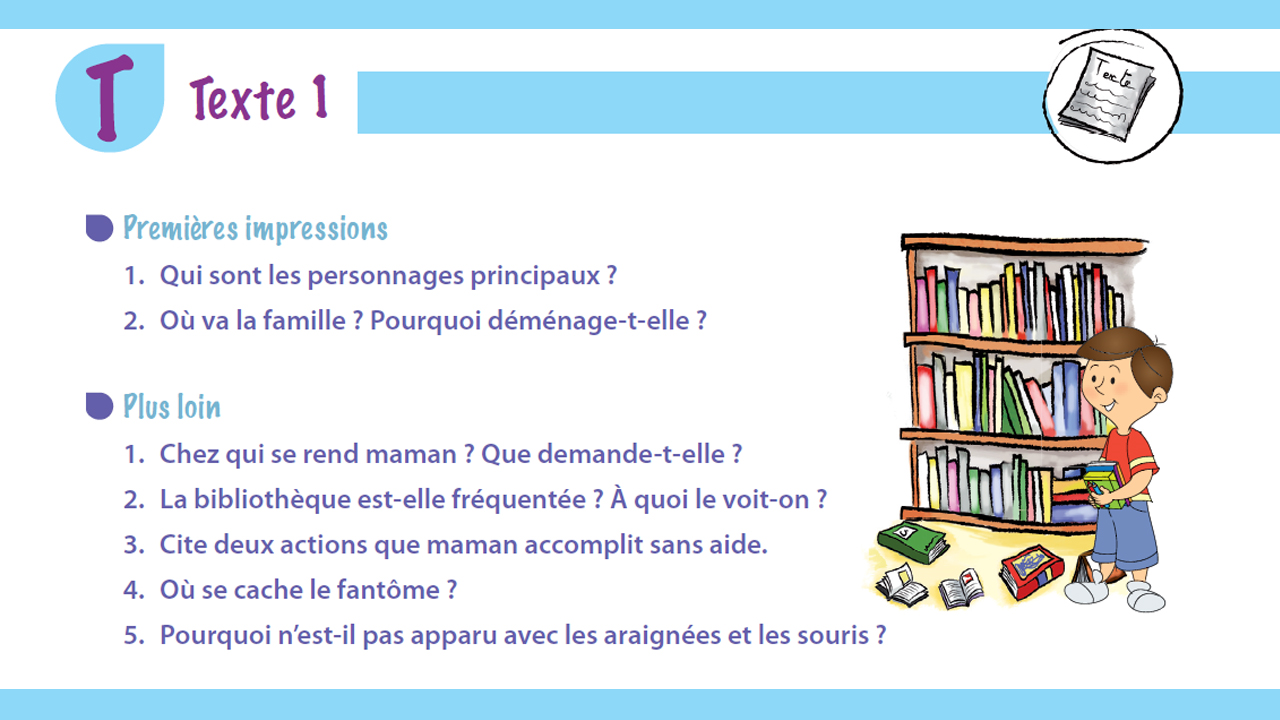 T
Texte 1
Texte
Premières impressions
1. Qui sont les personnages principaux ?
2. Où va la famille ? Pourquoi déménage-t-elle ?
Plus loin
1. Chez qui se rend maman ? Que demande-t-elle ?
2. La bibliothèque est-elle fréquentée ? À quoi le voit-on ?
3. Cite deux actions que maman accomplit sans aide.
4. Où se cache le fantôme ?
5. Pourquoi n’est-il pas apparu avec les araignées et les souris ?